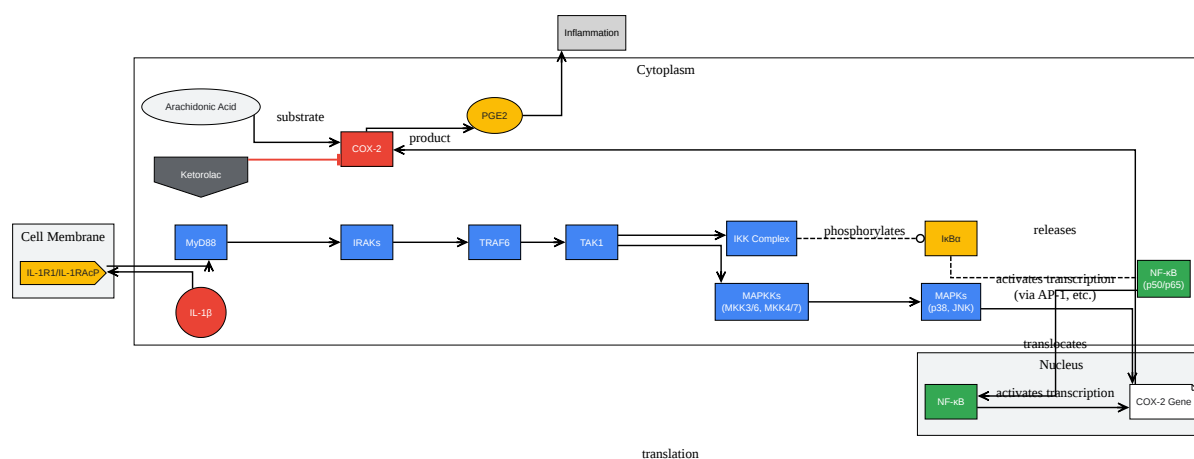 Inflammation
Cytoplasm
Arachidonic Acid
substrate
PGE2
product
COX-2
Ketorolac
Cell Membrane
IL-1R1/IL-1RAcP
MyD88
IRAKs
TRAF6
TAK1
IKK Complex
phosphorylates
IκBα
releases
NF-κB
(p50/p65)
activates transcription
(via AP-1, etc.)
IL-1β
MAPKKs
(MKK3/6, MKK4/7)
MAPKs
(p38, JNK)
translocates
Nucleus
NF-κB
activates transcription
COX-2 Gene
translation